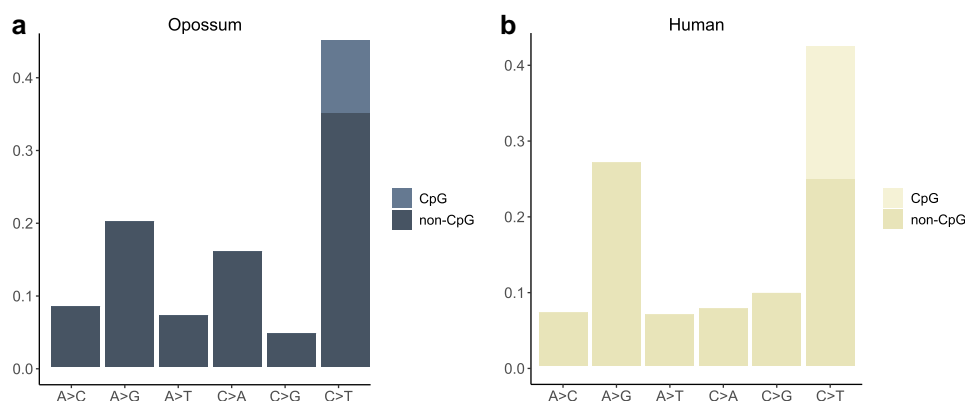 a
Opossum
0.4
0.3
0.2
0.1
0.0
A>C A>G A>T C>A C>G C>T
CpG
non-CpG
b
Human
0.4
0.3
0.2
0.1
0.0
A>C A>G A>T C>A C>G C>T
CpG
non-CpG